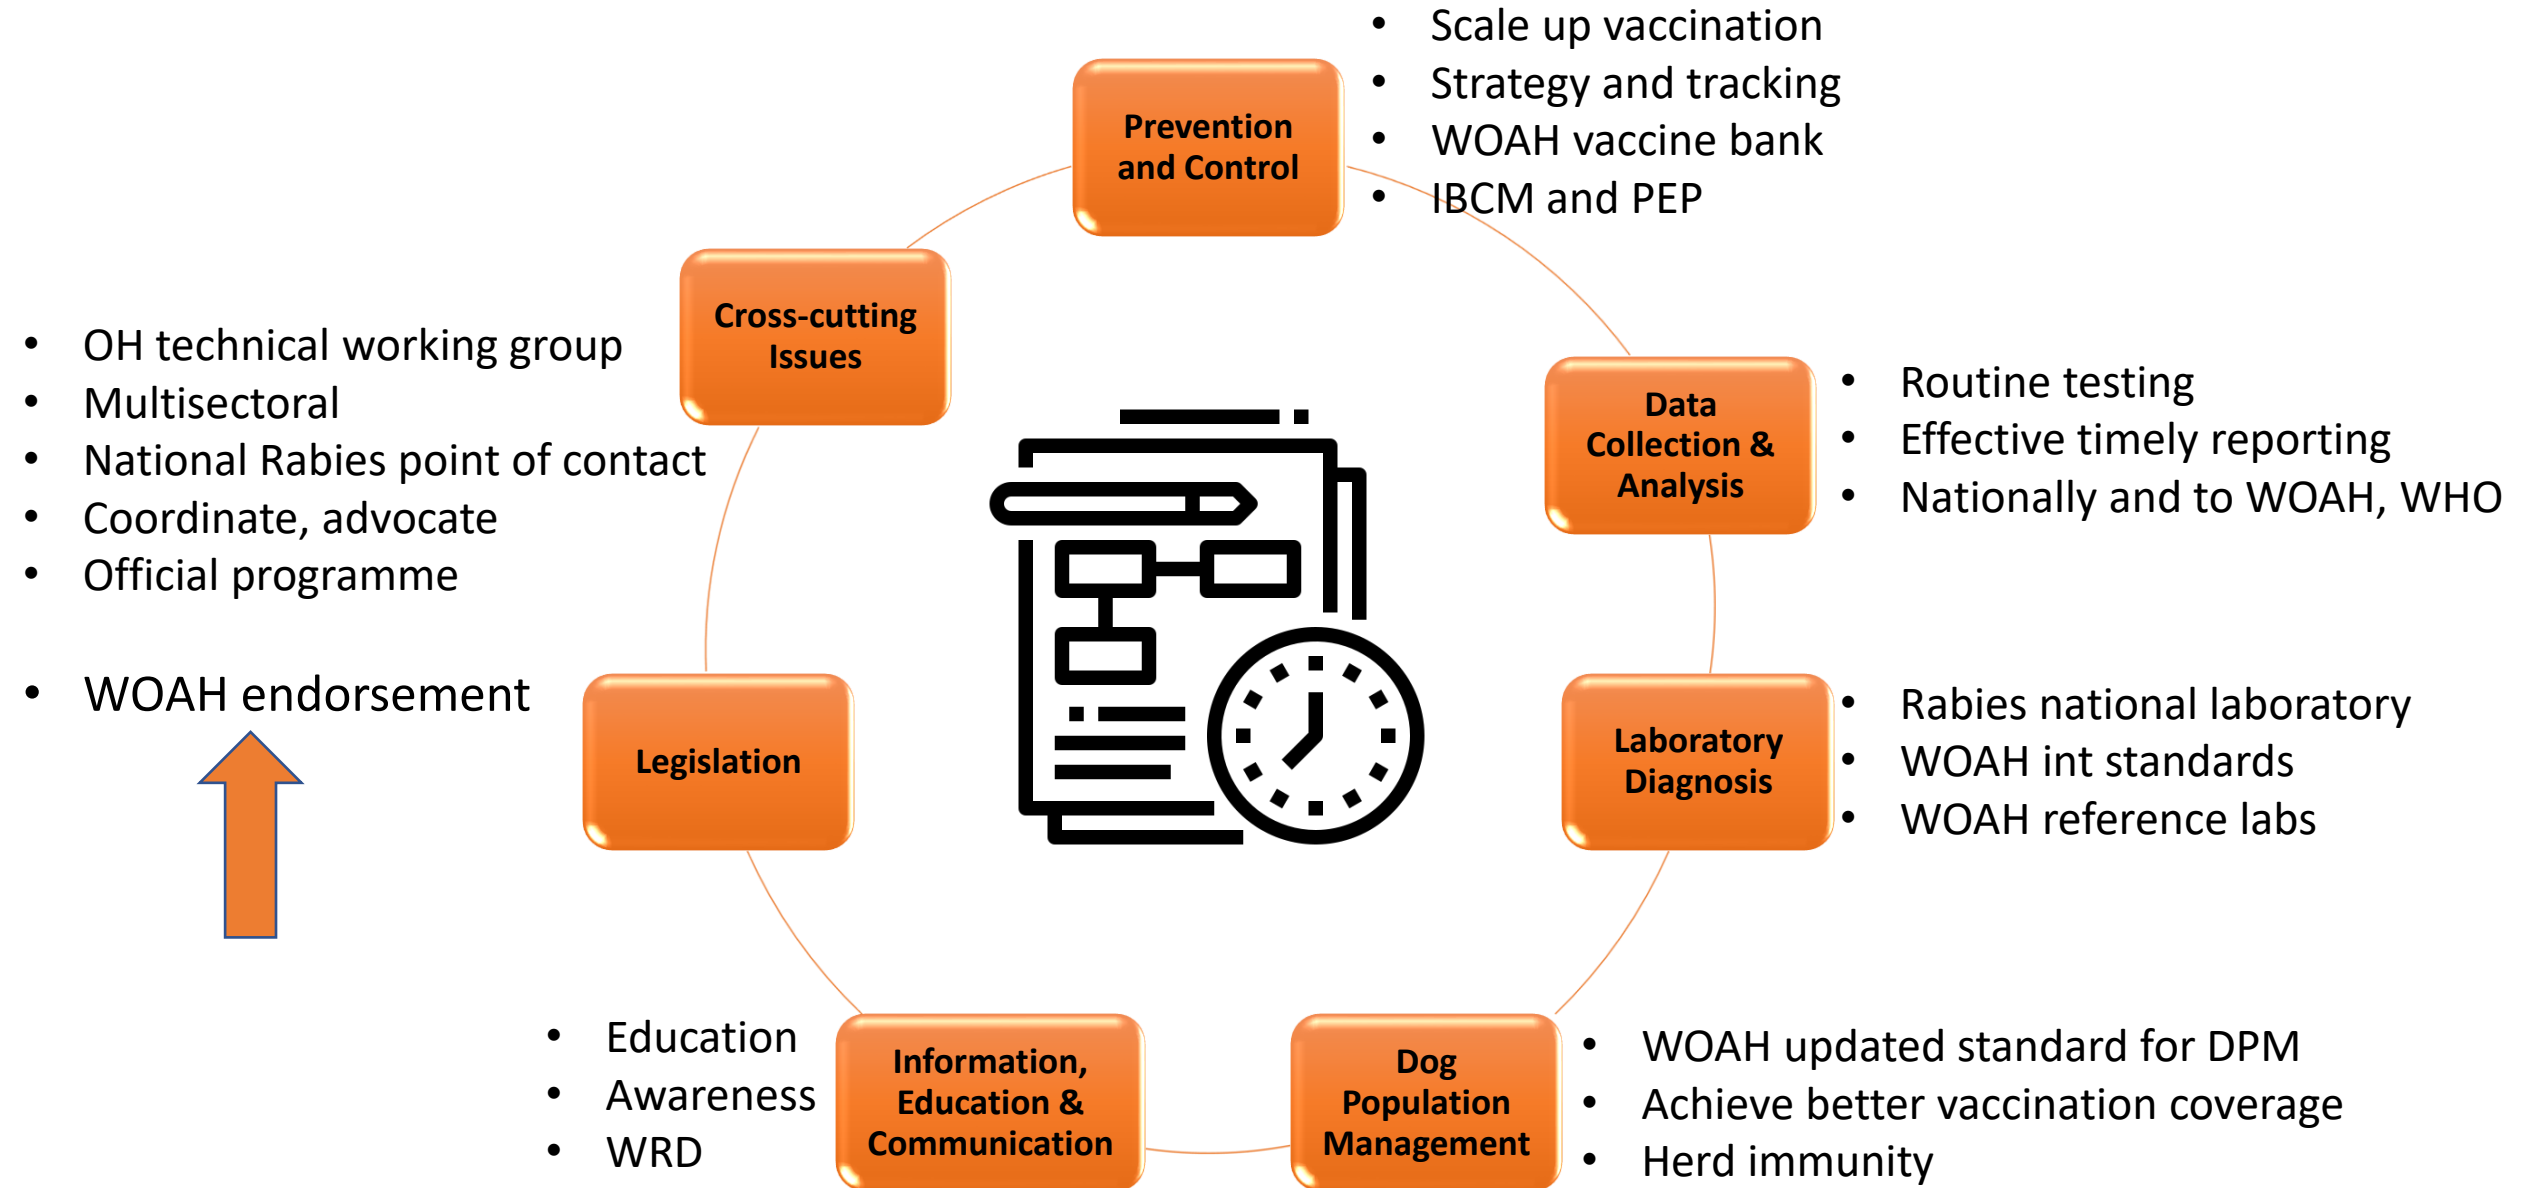 Prevention
and Control
• Scale up vaccination
• Strategy and tracking
• WOAH vaccine bank
• IBCM and PEP
Data
Collection &
Analysis
• Routine testing
• Effective timely reporting
• Nationally and to WOAH, WHO
Laboratory
Diagnosis
• Rabies national laboratory
• WOAH int standards
• WOAH reference labs
Dog
Population
Management
• WOAH updated standard for DPM
• Achieve better vaccination coverage
• Herd immunity
Information,
Education &
Communication
• Education
• Awareness
• WRD
Legislation
Cross-cutting
Issues
• OH technical working group
• Multisectoral
• National Rabies point of contact
• Coordinate, advocate
• Official programme
• WOAH endorsement